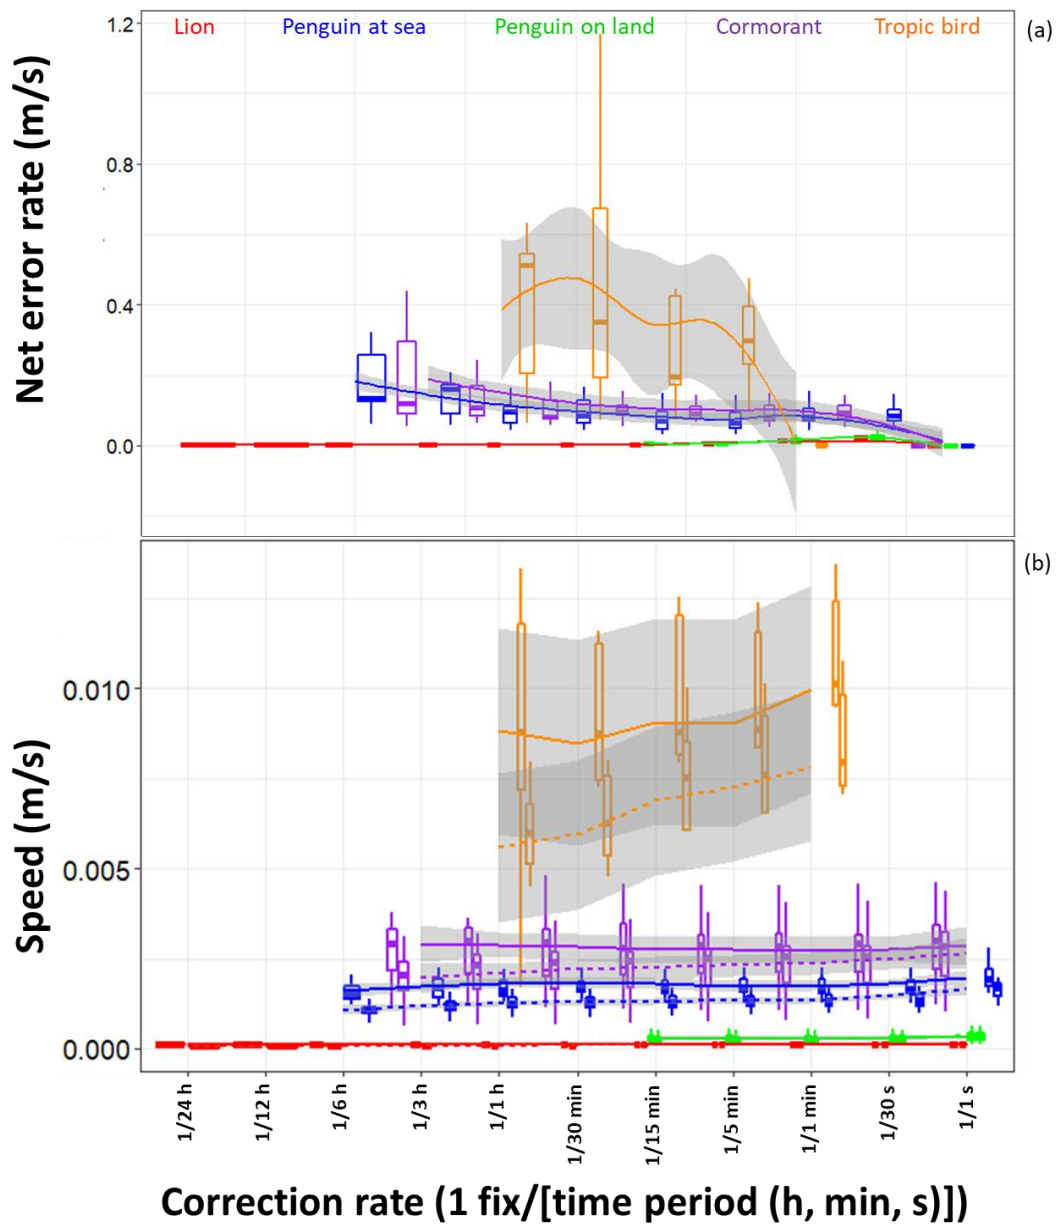 Lion Penguin at sea Penguin on land Cormorant Tropic bird
(a)
Net error rate (m/s)
1.2
0.8
0.4
0.0
(b)
Speed (m/s)
0.010
0.005
0.000
1/24 h
1/12 h
1/6 h
1/3 h
1/1 h
1/30 min
1/15 min
1/5 min
1/1 min
1/30 s
1/1 s
Correction rate (1 fix/[time period (h, min, s)])